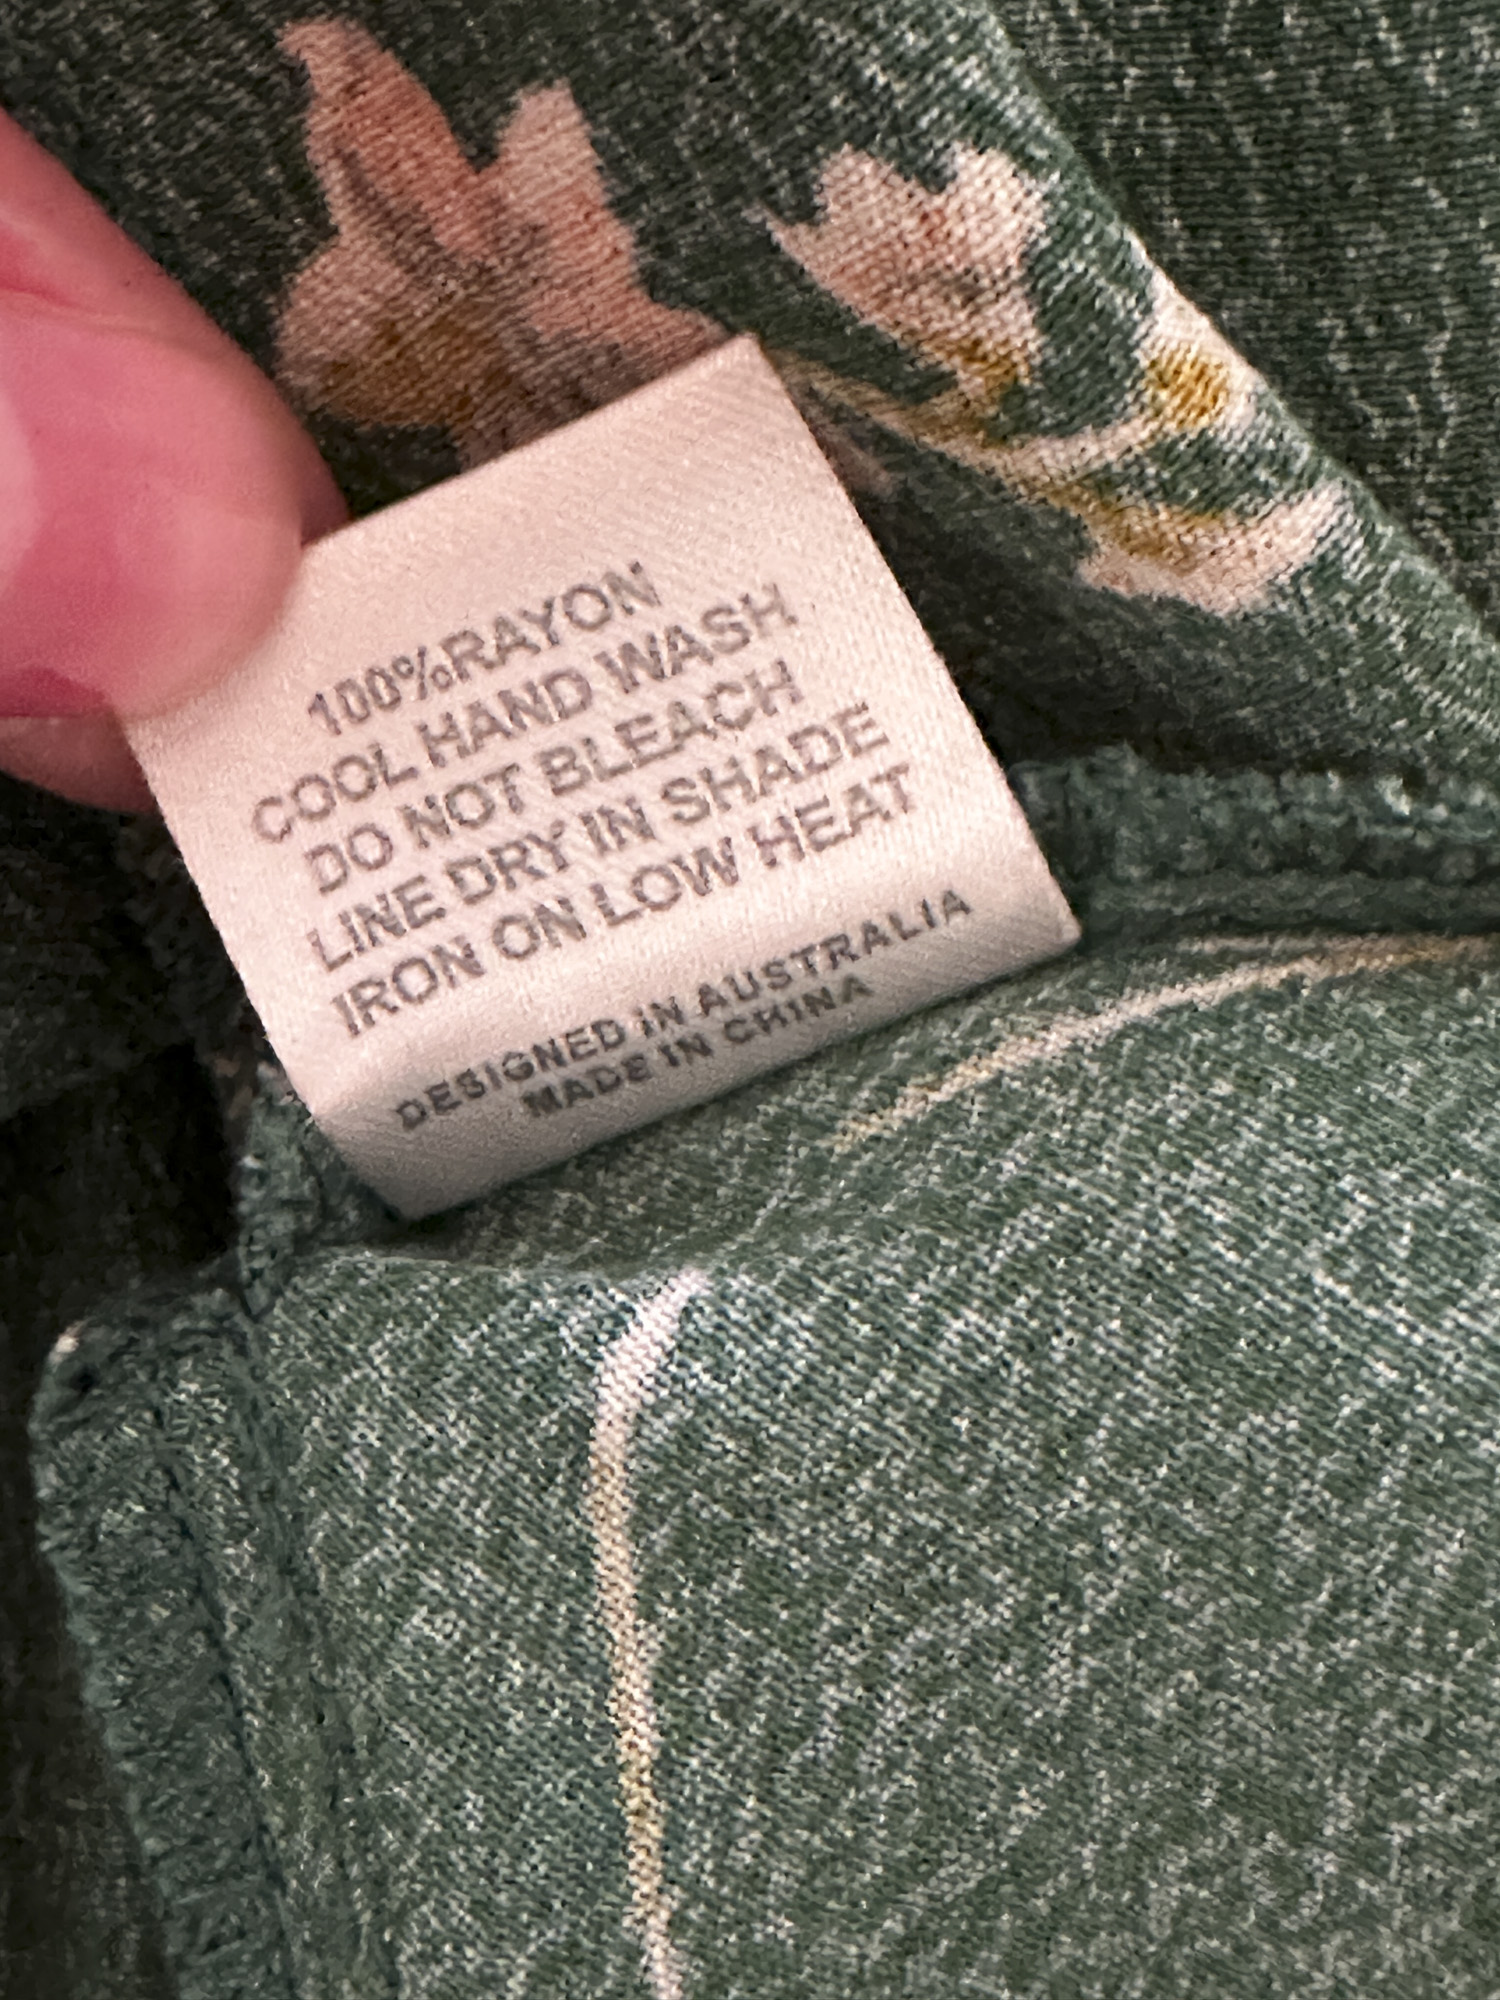 100%RAYON
COOL HAND WASH
DO NOT BLEACH
LINE DRY IN SHADE
IRON ON LOW HEAT
DESIGNED IN AUSTRALIA
MADE IN CHINA